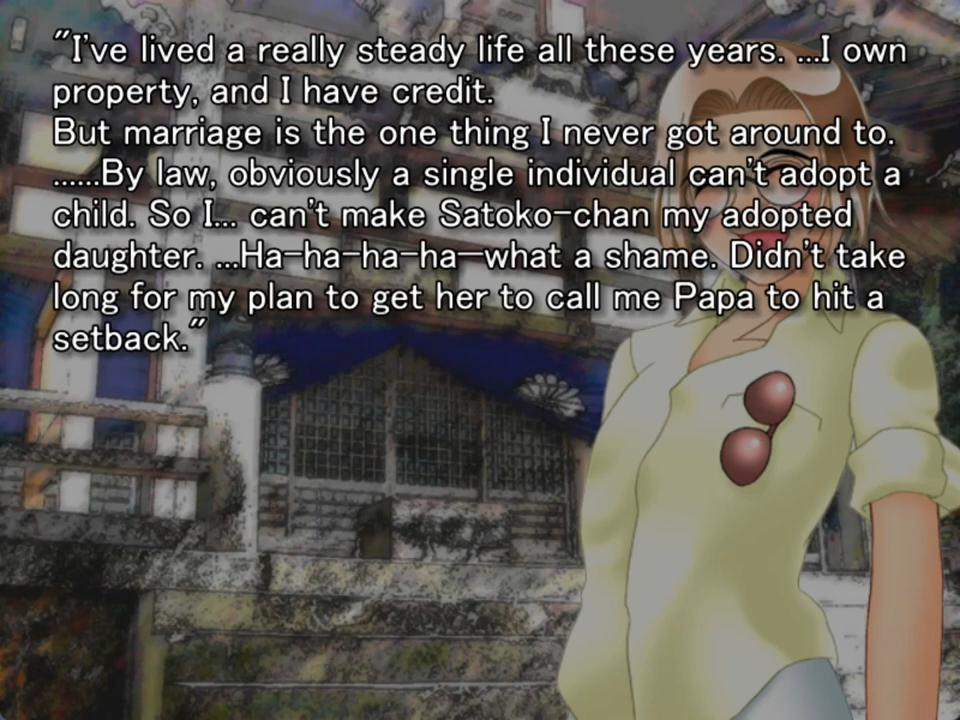 "I've lived a really steady life all these years. ...I own
property, and I have credit.
But marriage is the one thing I never got around to.
......By law, obviously a single individual can't adopt a
child. So I... can't make Satoko-chan my adopted
daughter. ...Ha-ha-ha-ha—what a shame. Didn't take
long for my plan to get her to call me Papa to hit a
setback."